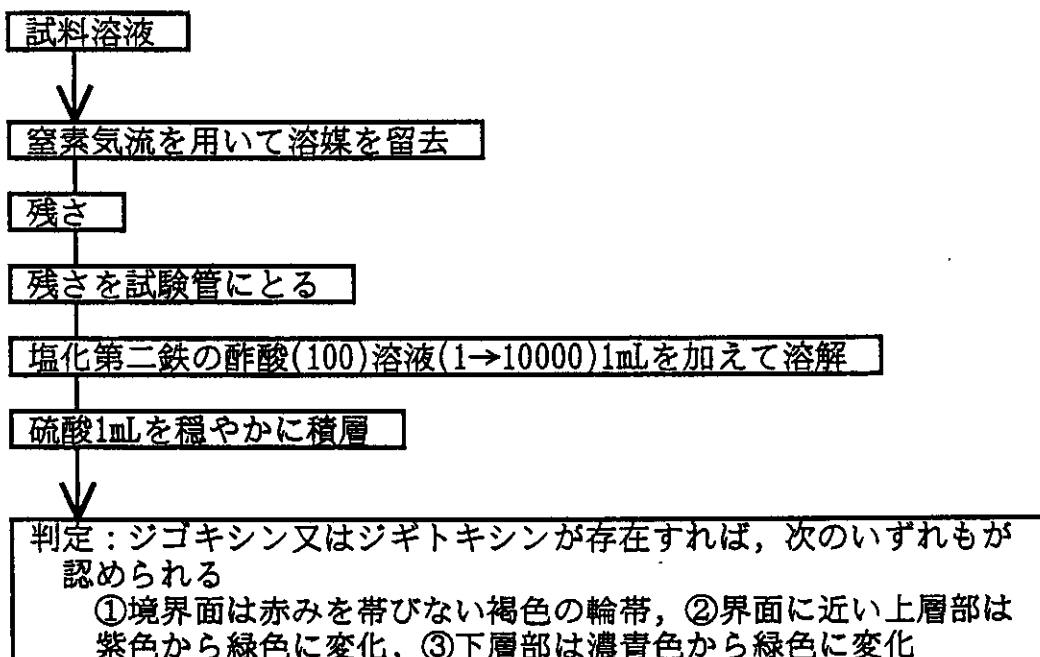 試料溶液
窒素気流を用いて溶媒を留去
残さ
残さを試験管にとる
塩化第二鉄の酢酸(100)溶液(1→10000)1mLを加えて溶解
硫酸1mLを穏やかに積層
判定：ジゴキシン又はジギトキシンが存在すれば，次のいずれもが
認められる
①境界面は赤みを帯びない褐色の輪帯，②界面に近い上層部は
紫色から緑色に変化，③下層部は濃青色から緑色に変化